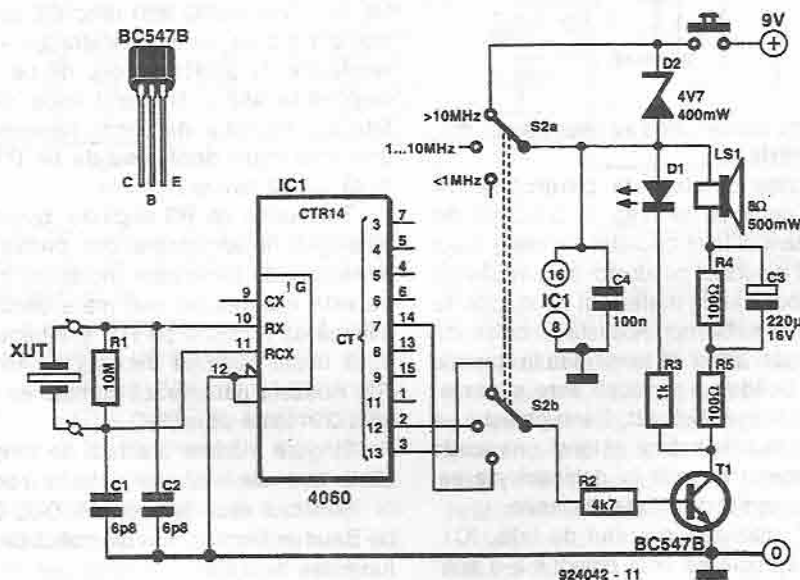 BC547B
C
B
E
9V
+
D2
4V7
400mW
>10MHz
S2a
1...10MHz
<1MHz
D1
LS1
8Ω
500mW
IC1
CTR14
!G
CX
RX
RCX
CT
9
10
11
12
3
4
5
6
7
8
9
11
12
13
7
5
4
6
14
13
15
1
2
3
4060
XUT
R1
10M
C1
6p8
C2
6p8
16
IC1
8
C4
100n
R4
100Ω
C3
220µ
16V
R3
1k
R5
100Ω
S2b
R2
4k7
T1
BC547B
0
924042 - 11